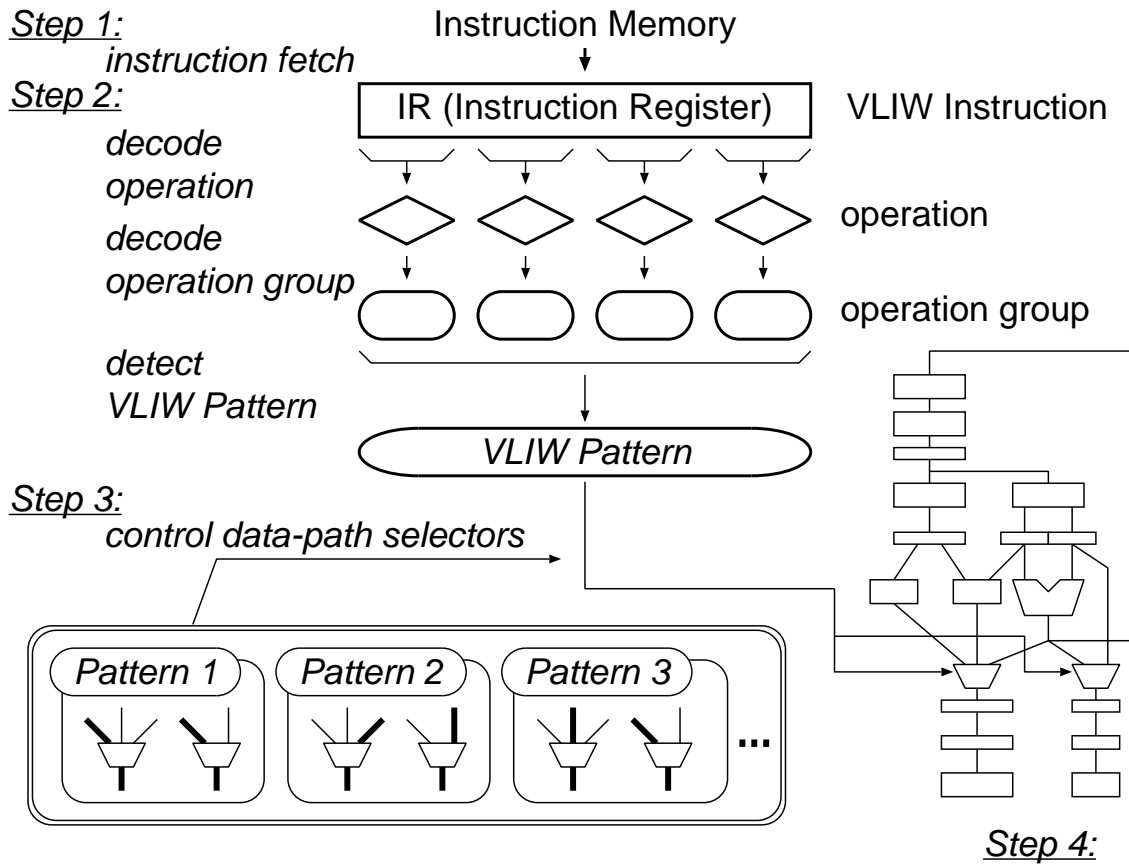 Step 1:
Instruction Memory
instruction fetch
Step 2:
IR (Instruction Register)
VLIW Instruction
decode
operation
operation
decode
operation group
operation group
detect
VLIW Pattern
VLIW Pattern
Step 3:
control data-path selectors
Pattern 1
Pattern 2
Pattern 3
...
Step 4: